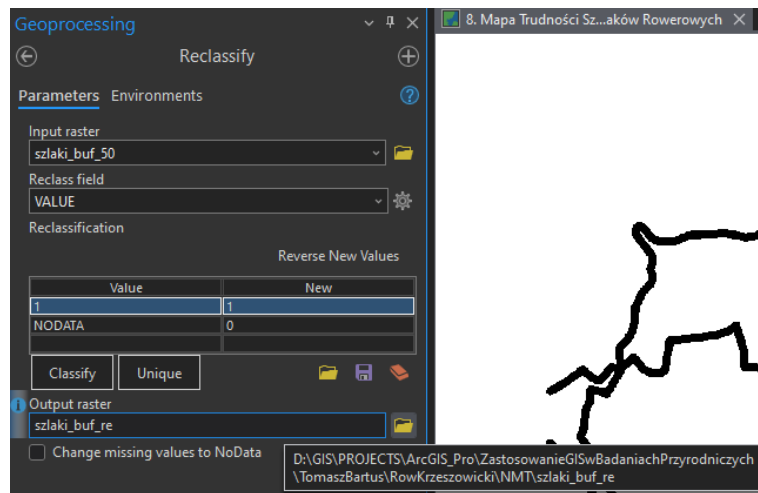 Geoprocessing
8. Mapa Trudności Sz...aków Rowerowych
Reclassify
Parameters Environments
Input raster
szlaki_buf_50
Reclass field
VALUE
Reclassification
Reverse New Values
Value New
1 1
NODATA 0
Classify Unique
Output raster
szlaki_buf_re
Change missing values to NoData
D:\GIS\PROJECTS\ArcGIS_Pro\ZastosowanieGISwBadaniachPrzyrodniczych
\TomaszBartus\RowKrzeszowicki\NMT\szlaki_buf_re